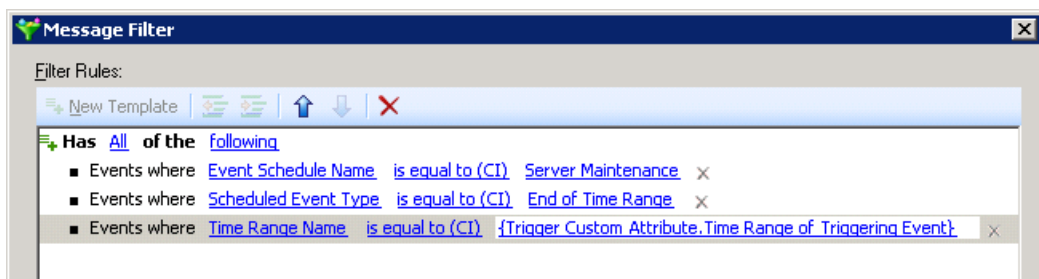 Message Filter
Filter Rules:
New Template
Has All of the following
Events where Event Schedule Name is equal to (CI) Server Maintenance
Events where Scheduled Event Type is equal to (CI) End of Time Range
Events where Time Range Name is equal to (CI) {Trigger Custom Attribute.Time Range of Triggering Event}